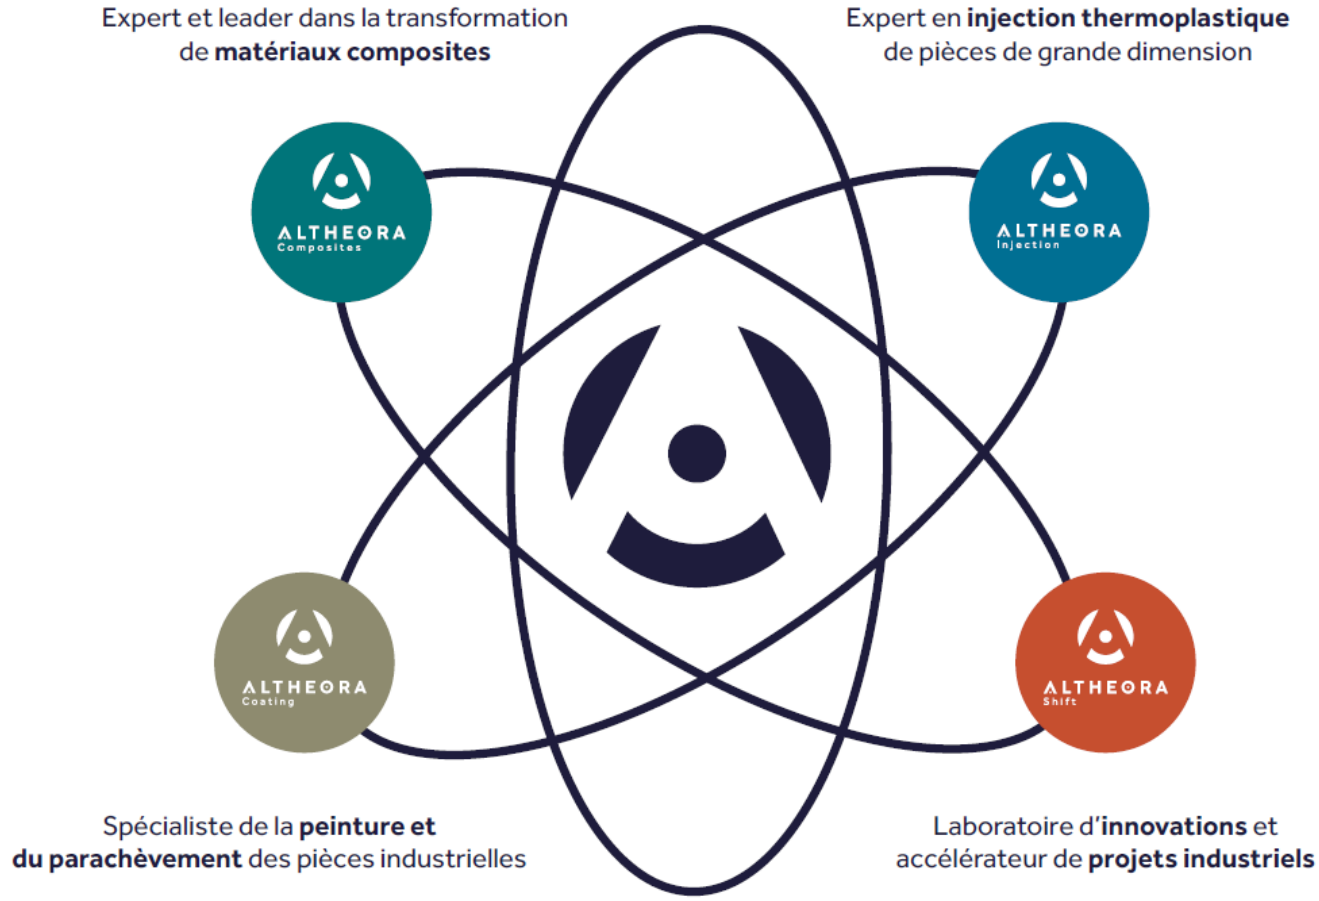 Expert et leader dans la transformation
de matériaux composites
Expert en injection thermoplastique
de pièces de grande dimension
ALTHEORA
Composites
ALTHEORA
Injection
ALTHEORA
Coating
ALTHEORA
Shift
Spécialiste de la peinture et
du parachèvement des pièces industrielles
Laboratoire d’innovations et
accélérateur de projets industriels